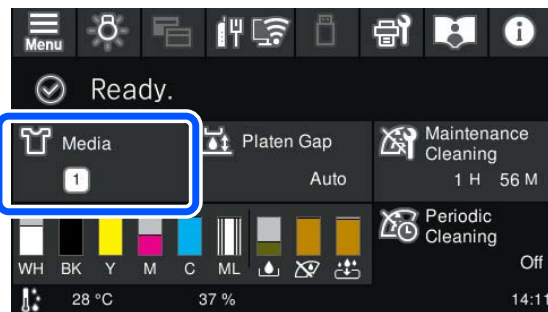 Menu
Ready.
Media
1
Platen Gap
Auto
Maintenance
Cleaning
1 H 56 M
WH BK Y M C ML
Periodic
Cleaning
Off
28 °C 37 % 14:11